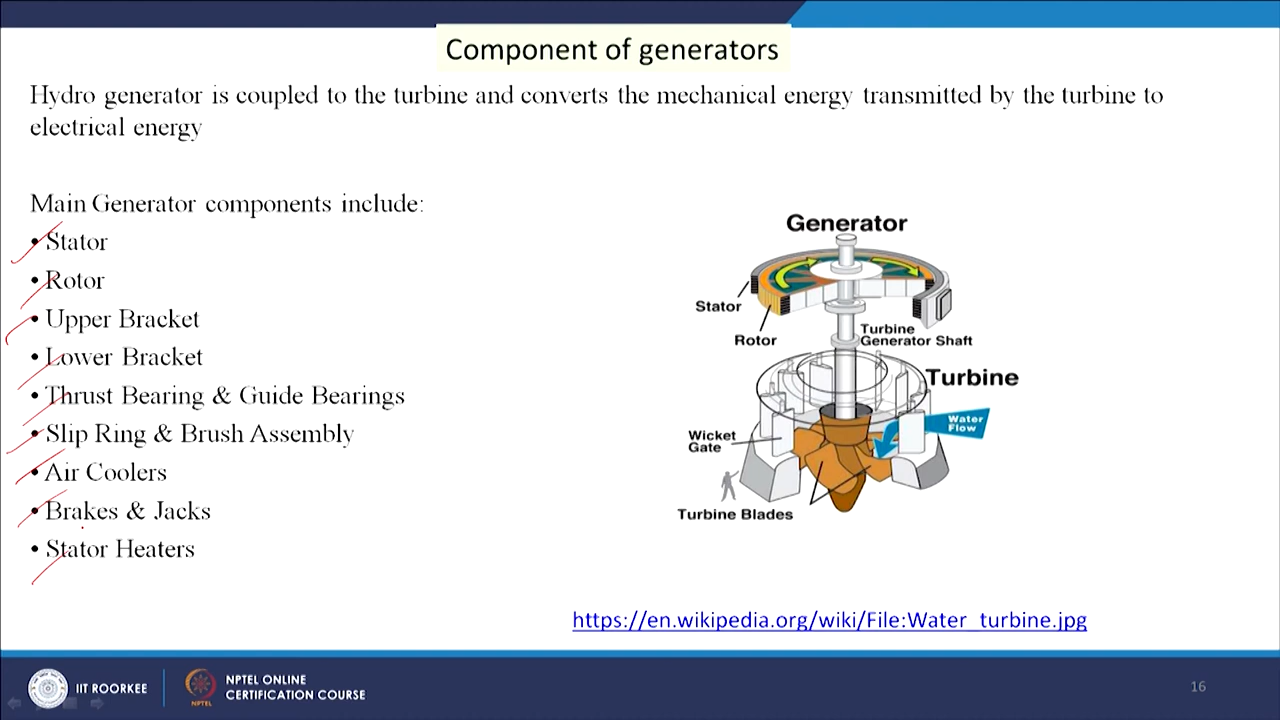 Component of generators
Hydro generator is coupled to the turbine and converts the mechanical energy transmitted by the turbine to
electrical energy
Main Generator components include:
• Stator
• Rotor
• Upper Bracket
• Lower Bracket
• Thrust Bearing & Guide Bearings
• Slip Ring & Brush Assembly
• Air Coolers
• Brakes & Jacks
• Stator Heaters
Generator
Stator
Rotor
Turbine
Generator Shaft
Turbine
Water
Flow
Wicket
Gate
Turbine Blades
https://en.wikipedia.org/wiki/File:Water_turbine.jpg
IIT ROORKEE
NPTEL
NPTEL ONLINE
CERTIFICATION COURSE
16